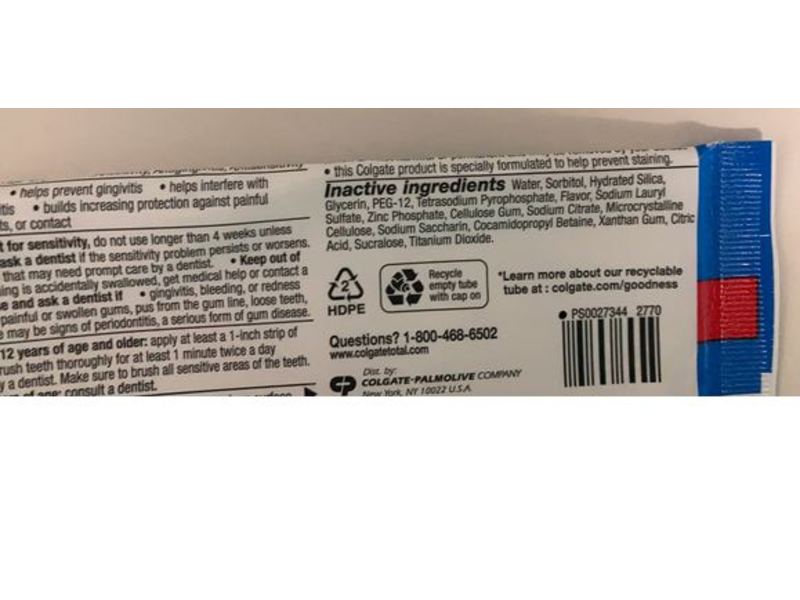 • helps prevent gingivitis • helps interfere with
itis • builds increasing protection against painful
ts, or contact
t for sensitivity, do not use longer than 4 weeks unless
ask a dentist if the sensitivity problem persists or worsens.
that may need prompt care by a dentist. • Keep out of
ing is accidentally swallowed, get medical help or contact a
e and ask a dentist if • gingivitis, bleeding, or redness
painful or swollen gums, pus from the gum line, loose teeth,
e may be signs of periodontitis, a serious form of gum disease.
12 years of age and older: apply at least a 1-inch strip of
rush teeth thoroughly for at least 1 minute twice a day
y a dentist. Make sure to brush all sensitive areas of the teeth.
of age: consult a dentist.
• this Colgate product is specially formulated to help prevent staining.
Inactive ingredients Water, Sorbitol, Hydrated Silica,
Glycerin, PEG-12, Tetrasodium Pyrophosphate, Flavor, Sodium Lauryl
Sulfate, Zinc Phosphate, Cellulose Gum, Sodium Citrate, Microcrystalline
Cellulose, Sodium Saccharin, Cocamidopropyl Betaine, Xanthan Gum, Citric
Acid, Sucralose, Titanium Dioxide.
2
HDPE
Recycle
empty tube
with cap on
*Learn more about our recyclable
tube at : colgate.com/goodness
PS0027344 2770
Questions? 1-800-468-6502
www.colgatetotal.com
CP
Dist. by:
COLGATE-PALMOLIVE COMPANY
New York, NY 10022 U.S.A.